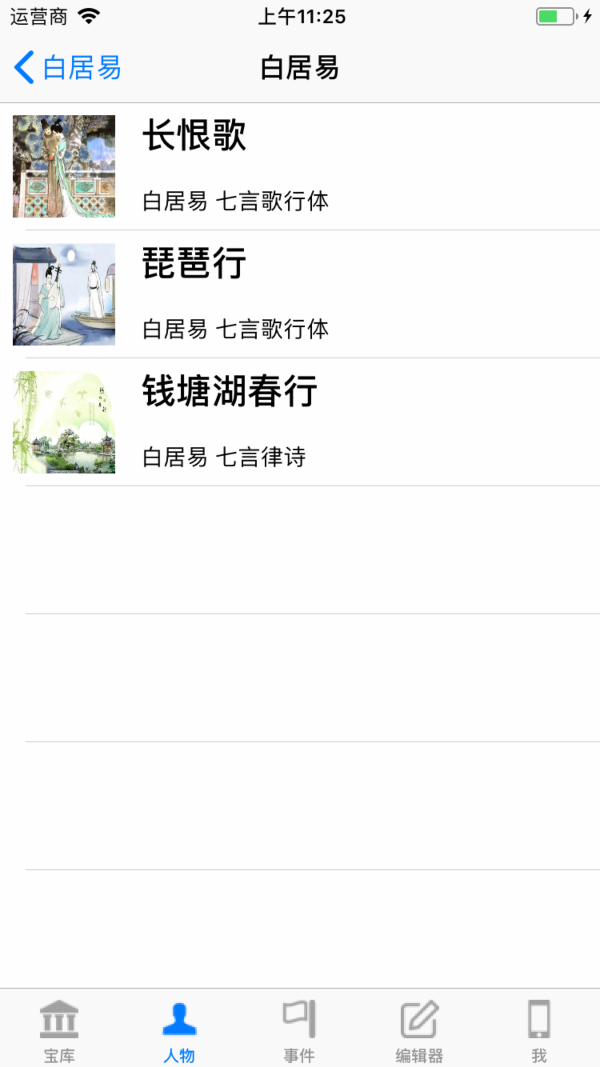 运营商 上午11:25
白居易 白居易
长恨歌
白居易 七言歌行体
琵琶行
白居易 七言歌行体
钱塘湖春行
白居易 七言律诗
宝库 人物 事件 编辑器 我